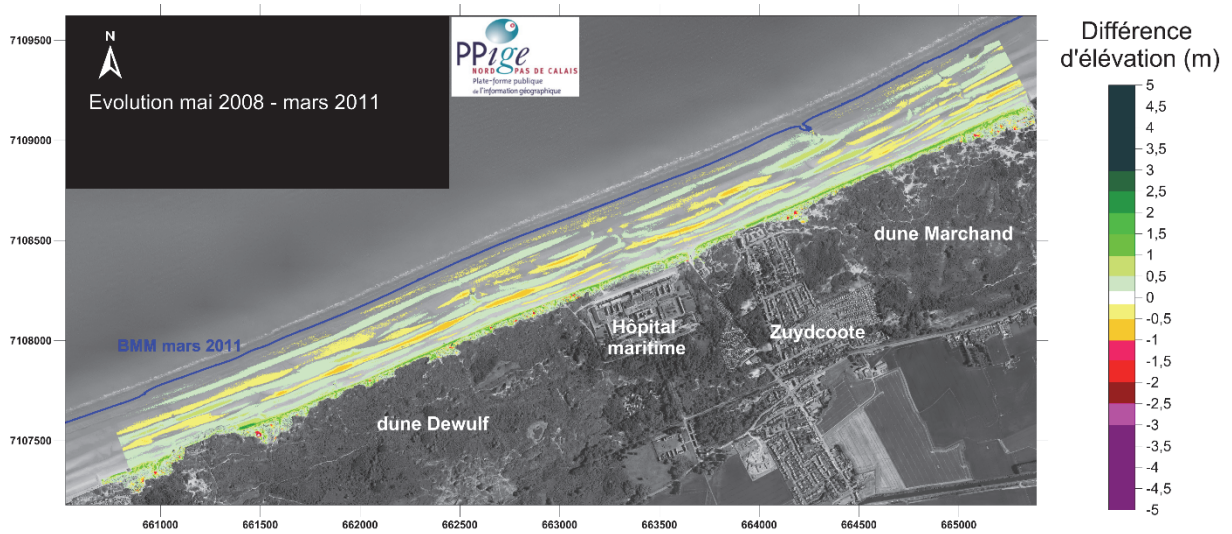 7109500
7109000
7108500
7108000
7107500
N
Evolution mai 2008 - mars 2011
PPige
NORD PAS DE CALAIS
Plate-forme publique
de l'information géographique
BMM mars 2011
dune Dewulf
Hôpital
maritime
Zuydcoote
dune Marchand
661000 661500 662000 662500 663000 663500 664000 664500 665000
Différence
d'élévation (m)
5
4,5
4
3,5
3
2,5
2
1,5
1
0,5
0
-0,5
-1
-1,5
-2
-2,5
-3
-3,5
-4
-4,5
-5